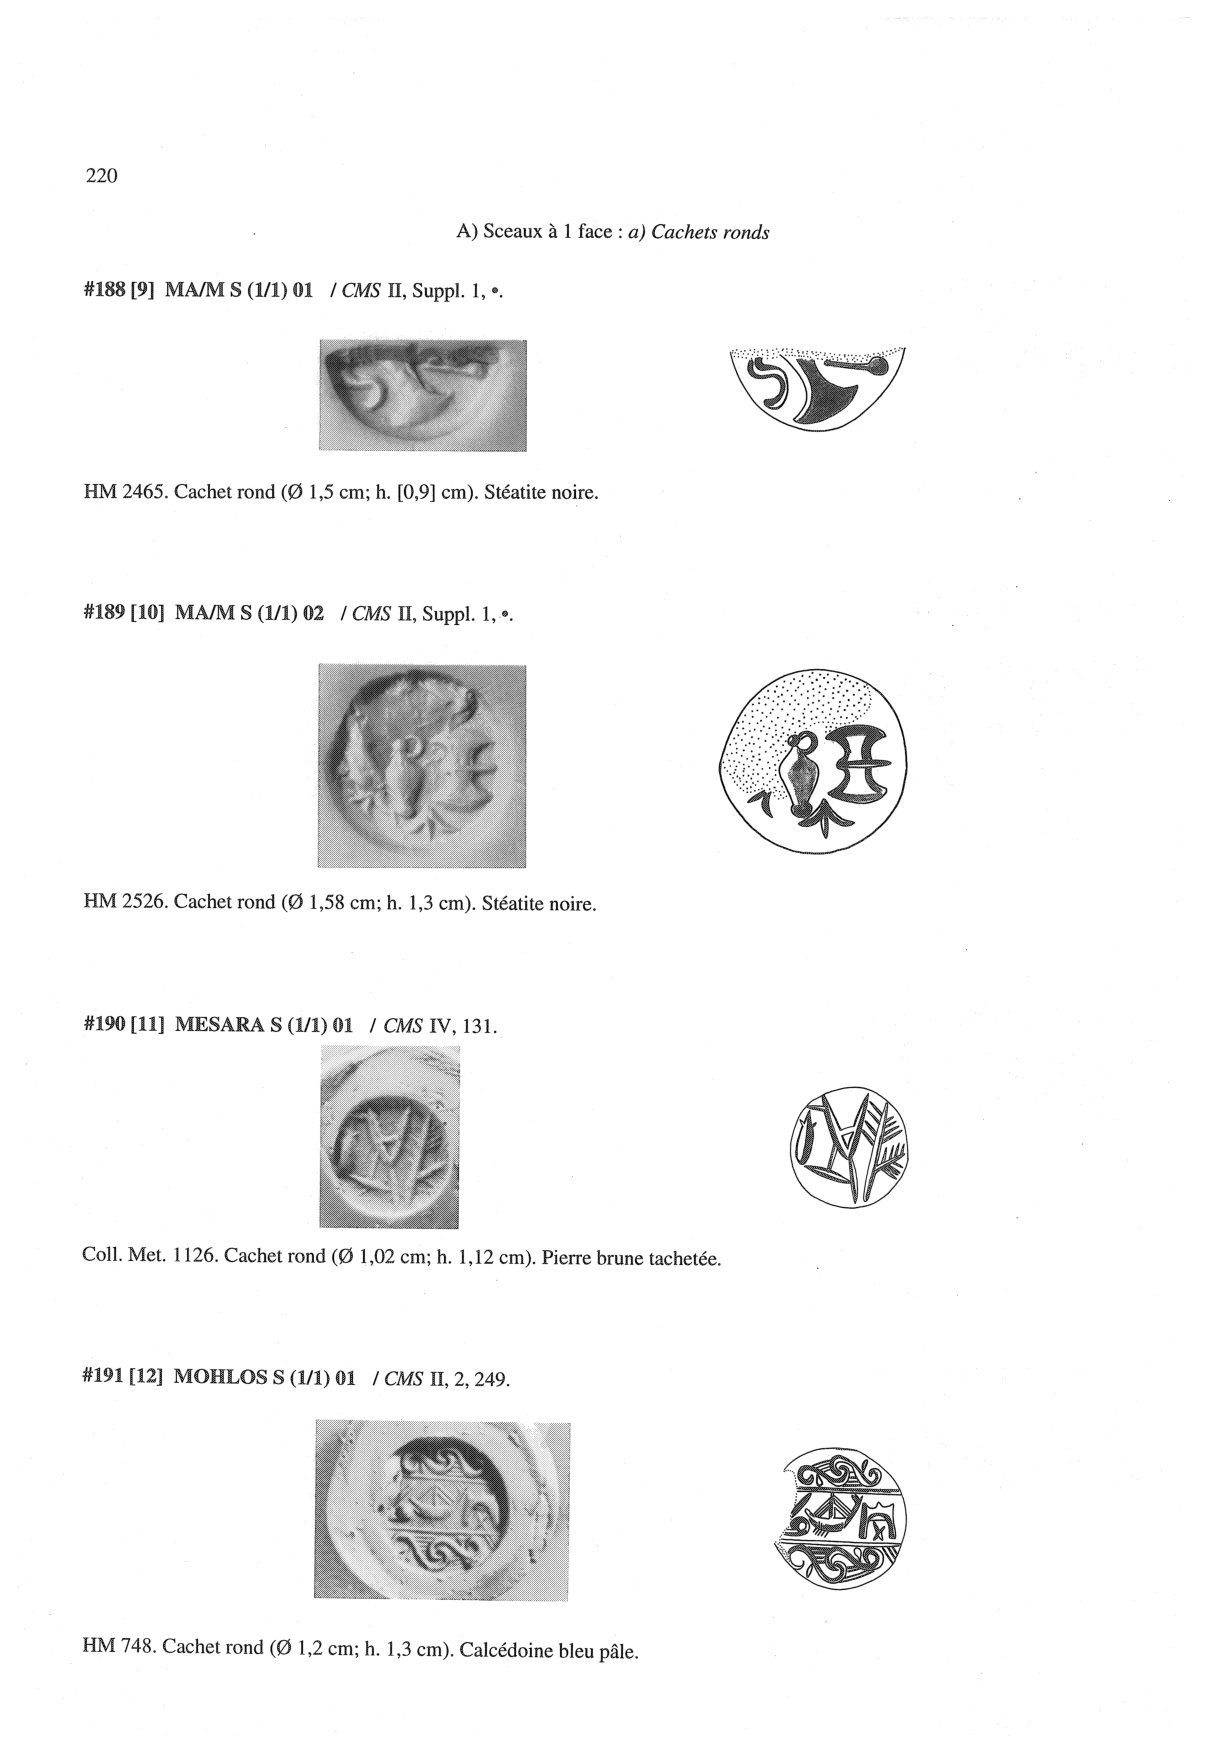 220
A) Sceaux à 1 face : a) Cachets ronds
#188 [9] MA/M S (1/1) 01 / CMS II, Suppl. 1, •.
HM 2465. Cachet rond (Ø 1,5 cm; h. [0,9] cm). Stéatite noire.
#189 [10] MA/M S (1/1) 02 / CMS II, Suppl. 1, •.
HM 2526. Cachet rond (Ø 1,58 cm; h. 1,3 cm). Stéatite noire.
#190 [11] MESARA S (1/1) 01 / CMS IV, 131.
Coll. Met. 1126. Cachet rond (Ø 1,02 cm; h. 1,12 cm). Pierre brune tachetée.
#191 [12] MOHLOS S (1/1) 01 / CMS II, 2, 249.
HM 748. Cachet rond (Ø 1,2 cm; h. 1,3 cm). Calcédoine bleu pâle.